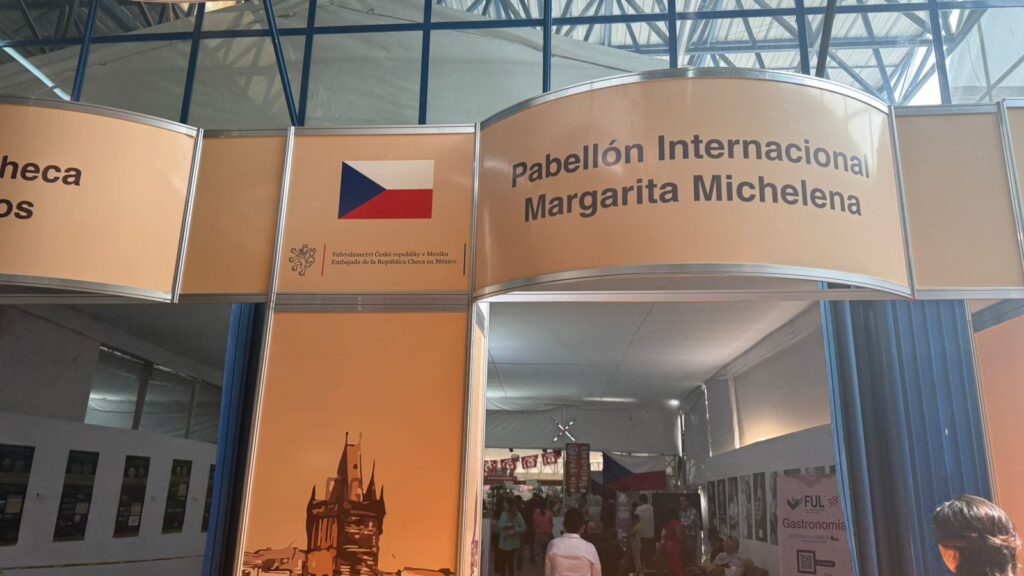 checa
os
Velvyslanectví České republiky v Mexiku
Embajada de la República Checa en México
Pabellón Internacional
Margarita Michelena
FUL 38
Gastronomía